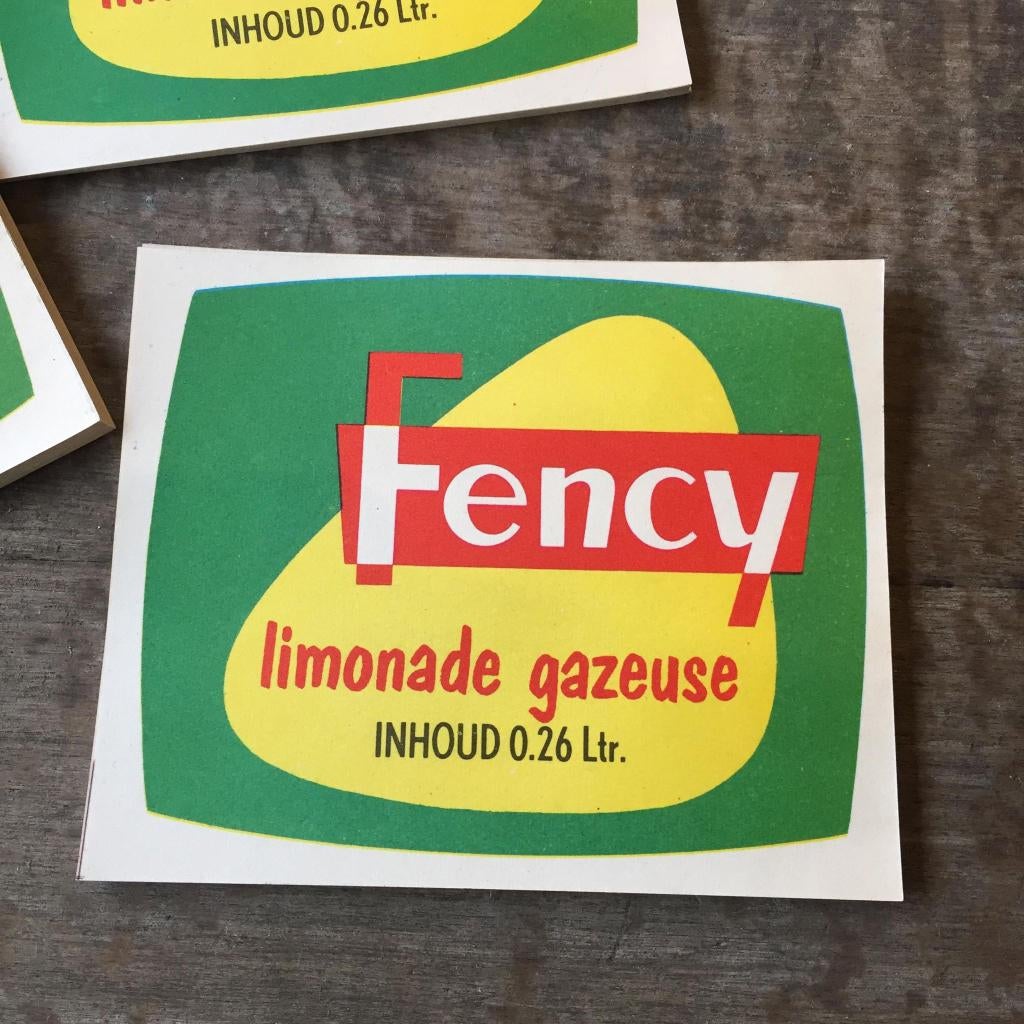 INHOUD 0.26 Ltr.
Fency
limonade gazeuse
INHOUD 0.26 Ltr.